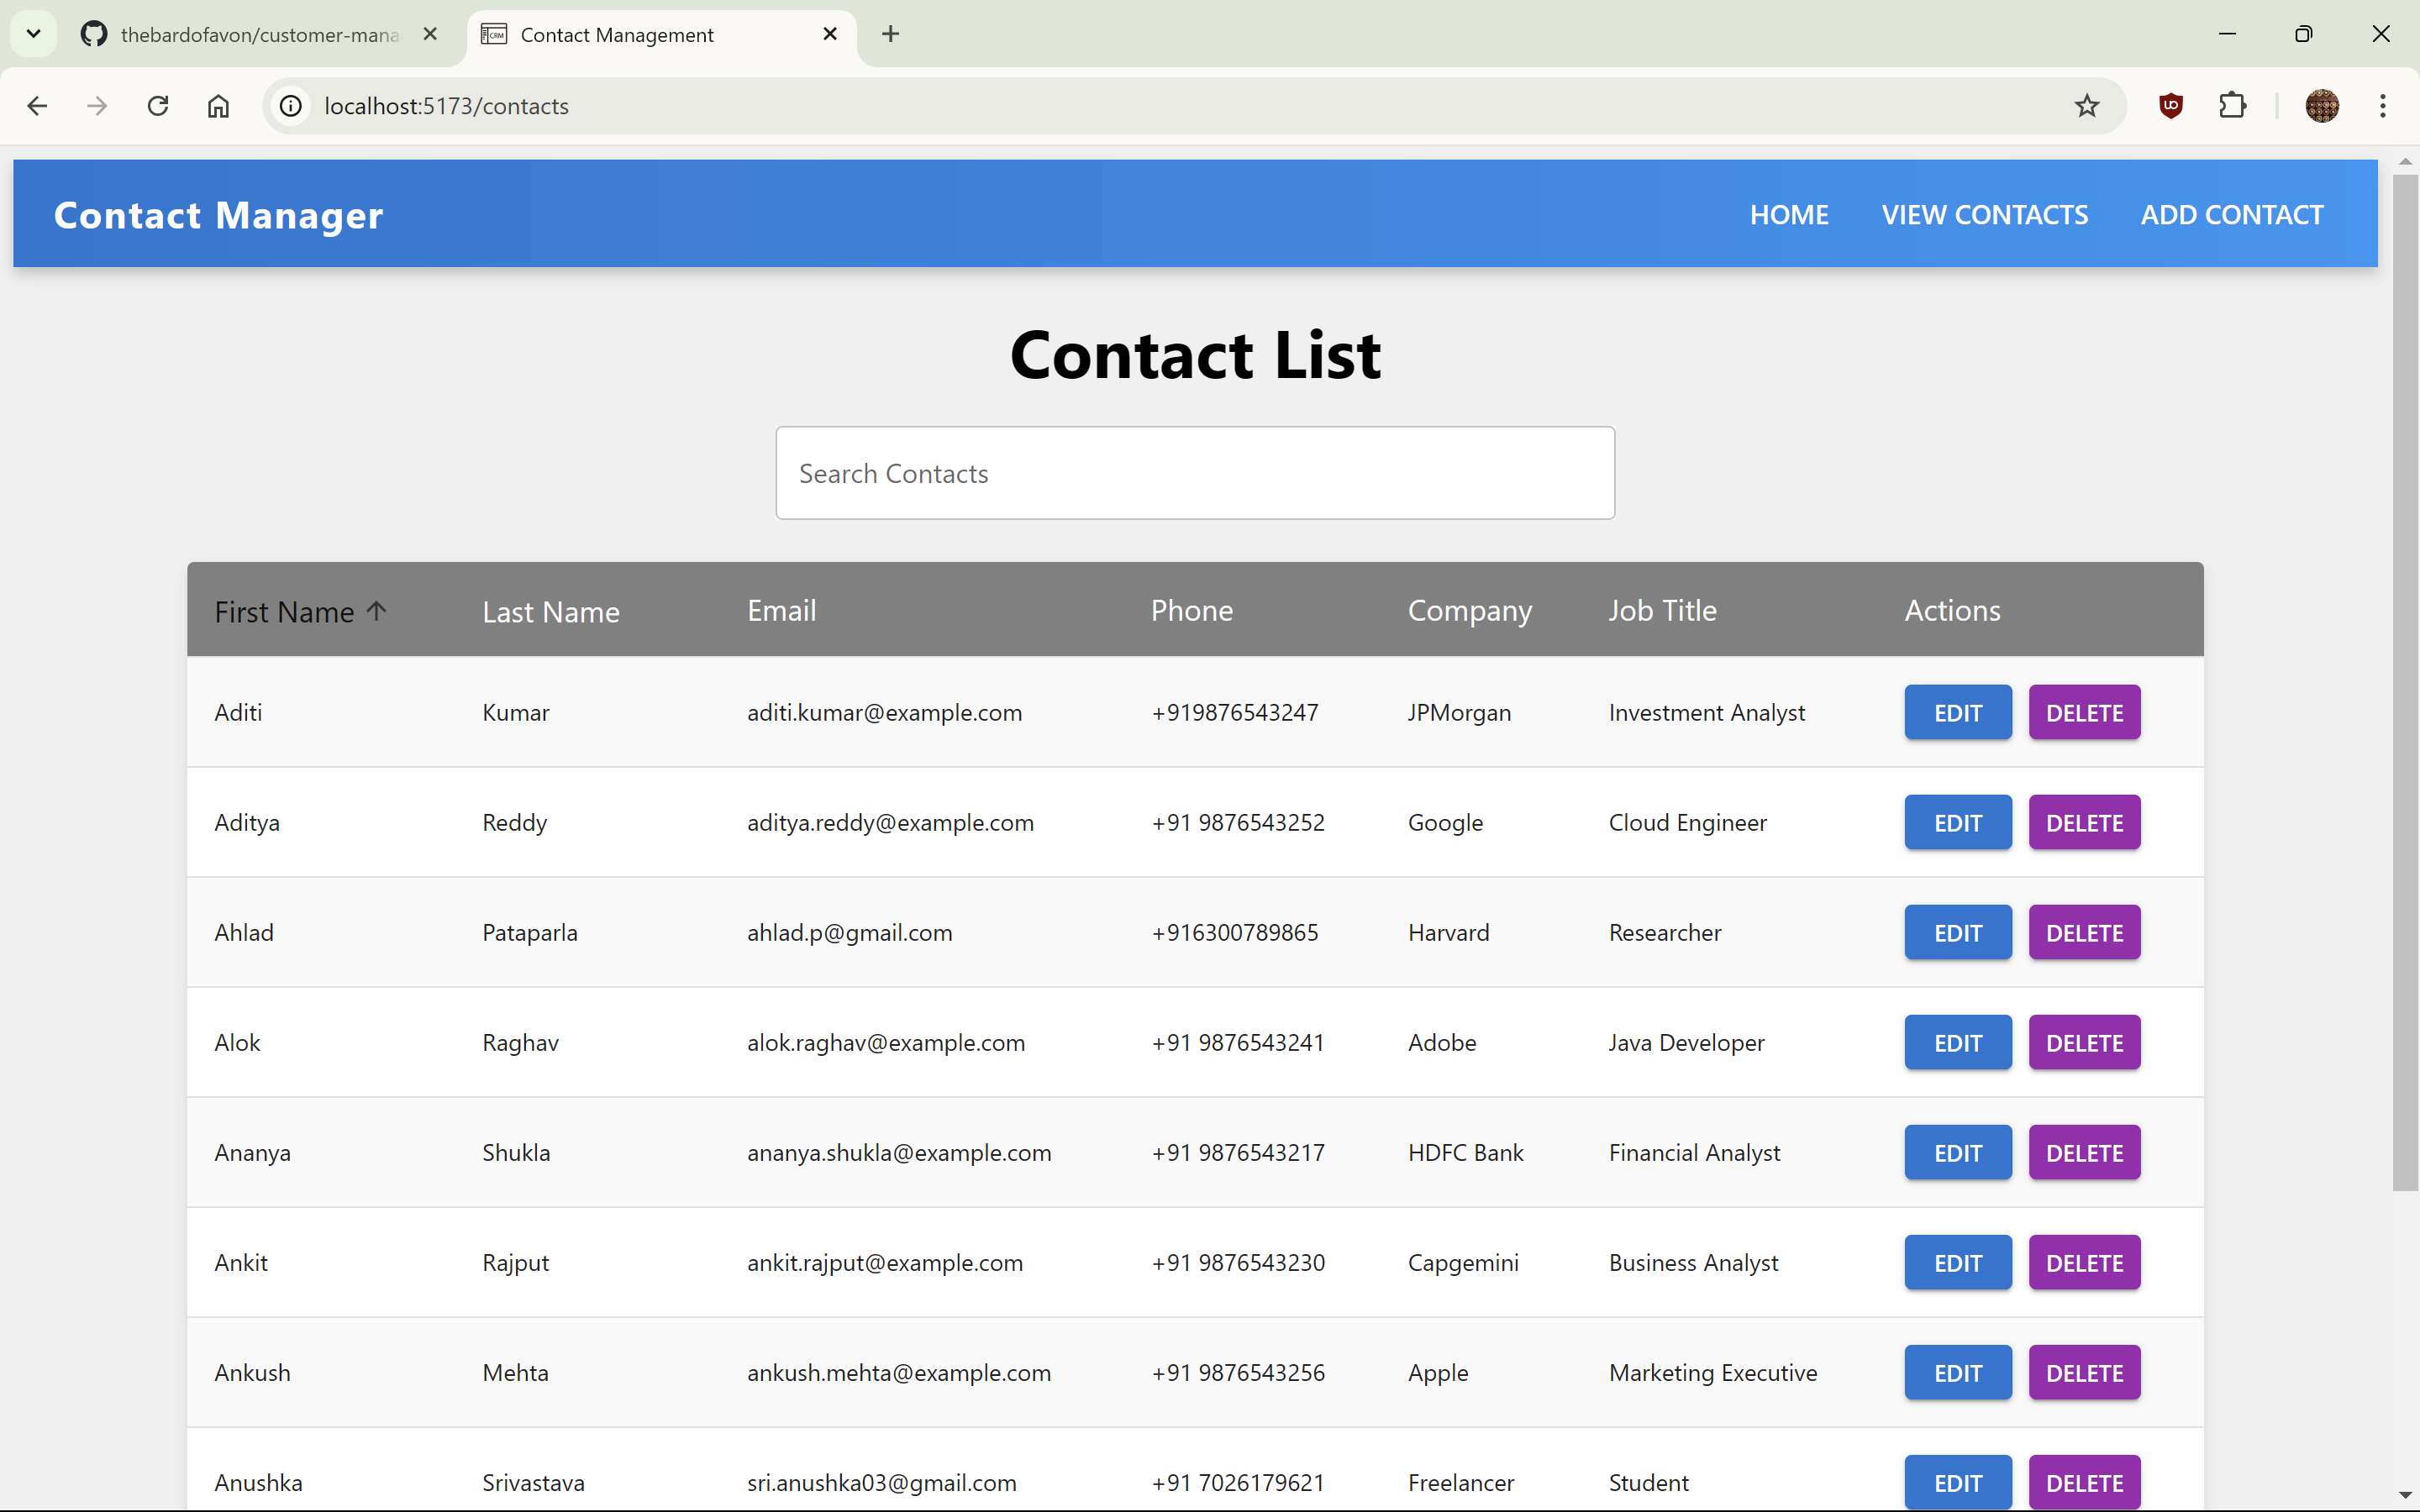 thebardofavon/customer-mana
Contact Management
localhost:5173/contacts
Contact Manager HOME VIEW CONTACTS ADD CONTACT
Contact List
Search Contacts
First Name ↑ Last Name Email Phone Company Job Title Actions
Aditi Kumar aditi.kumar@example.com +919876543247 JPMorgan Investment Analyst EDIT DELETE
Aditya Reddy aditya.reddy@example.com +91 9876543252 Google Cloud Engineer EDIT DELETE
Ahlad Pataparla ahlad.p@gmail.com +916300789865 Harvard Researcher EDIT DELETE
Alok Raghav alok.raghav@example.com +91 9876543241 Adobe Java Developer EDIT DELETE
Ananya Shukla ananya.shukla@example.com +91 9876543217 HDFC Bank Financial Analyst EDIT DELETE
Ankit Rajput ankit.rajput@example.com +91 9876543230 Capgemini Business Analyst EDIT DELETE
Ankush Mehta ankush.mehta@example.com +91 9876543256 Apple Marketing Executive EDIT DELETE
Anushka Srivastava sri.anushka03@gmail.com +91 7026179621 Freelancer Student EDIT DELETE